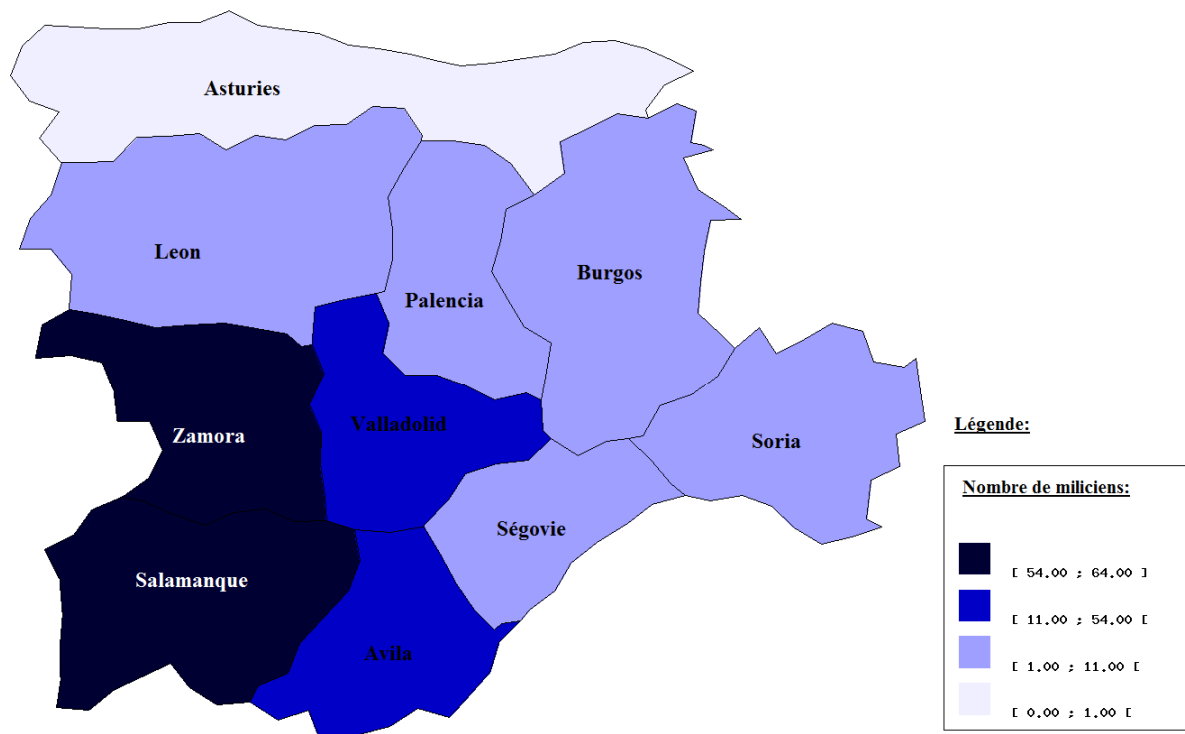 Asturies
Leon
Burgos
Palencia
Valladolid
Zamora
Soria
Ségovie
Salamanque
Avila
Légende:
Nombre de miliciens:
[ 54.00 ; 64.00 ]
[ 11.00 ; 54.00 [
[ 1.00 ; 11.00 [
[ 0.00 ; 1.00 [